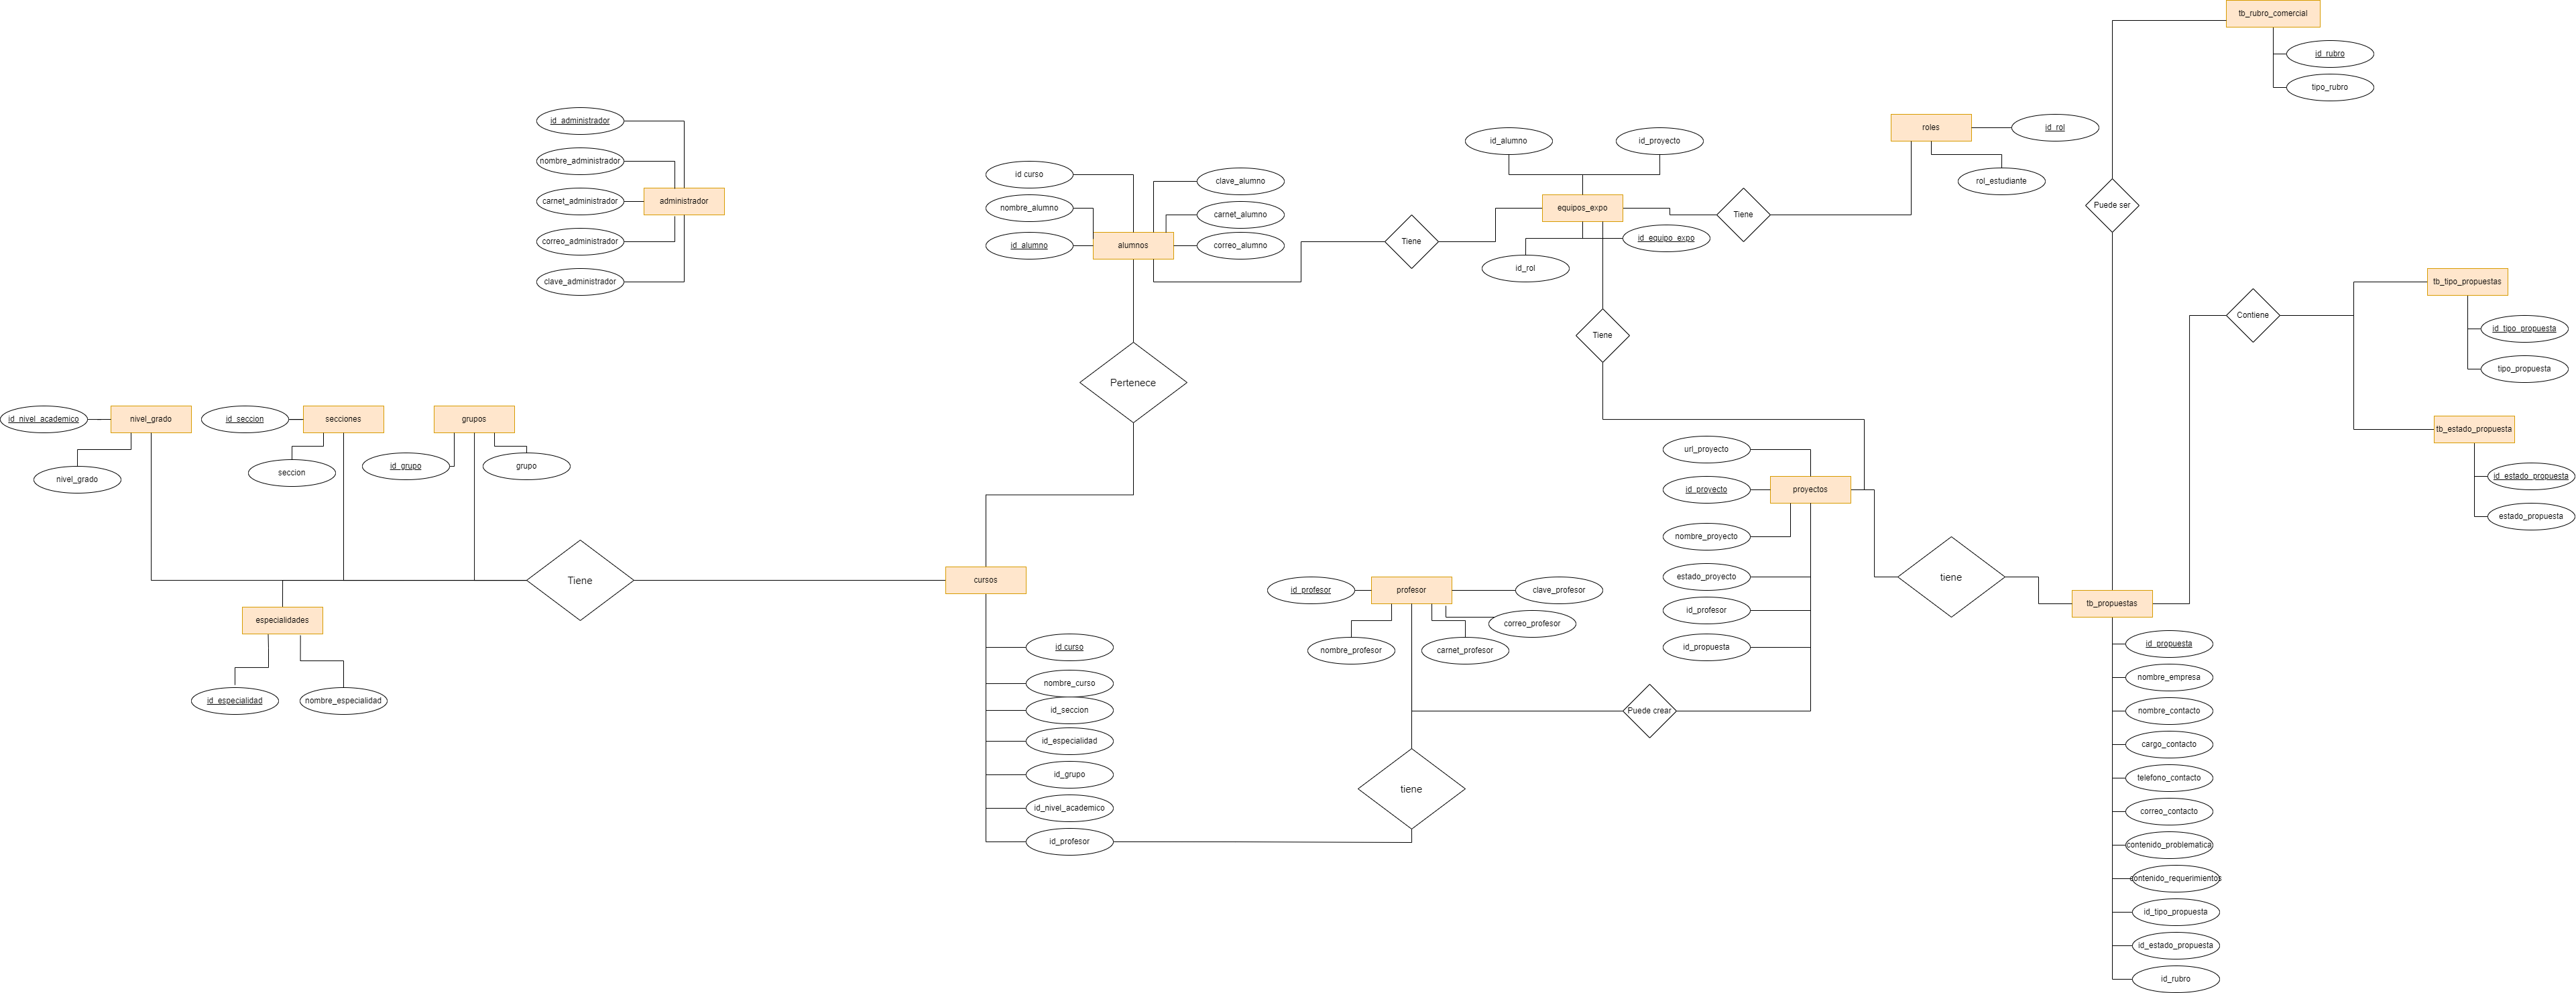 tb_rubro_comercial
id_rubro
tipo_rubro
id_administrador
nombre_administrador
carnet_administrador
administrador
correo_administrador
clave_administrador
id curso
nombre_alumno
id_alumno
alumnos
clave_alumno
carnet_alumno
correo_alumno
Tiene
id_alumno
id_proyecto
equipos_expo
id_equipo_expo
id_rol
Tiene
roles
id_rol
rol_estudiante
Puede ser
Tiene
Contiene
tb_tipo_propuestas
id_tipo_propuesta
tipo_propuesta
tb_estado_propuesta
id_estado_propuesta
estado_propuesta
Pertenece
id_nivel_academico
nivel_grado
nivel_grado
id_seccion
secciones
seccion
grupos
id_grupo
grupo
Tiene
especialidades
id_especialidad
nombre_especialidad
cursos
id curso
nombre_curso
id_seccion
id_especialidad
id_grupo
id_nivel_academico
id_profesor
url_proyecto
id_proyecto
proyectos
nombre_proyecto
estado_proyecto
id_profesor
id_propuesta
id_profesor
profesor
clave_profesor
correo_profesor
nombre_profesor
carnet_profesor
Puede crear
tiene
tiene
tb_propuestas
id_propuesta
nombre_empresa
nombre_contacto
cargo_contacto
telefono_contacto
correo_contacto
contenido_problematica
contenido_requerimientos
id_tipo_propuesta
id_estado_propuesta
id_rubro